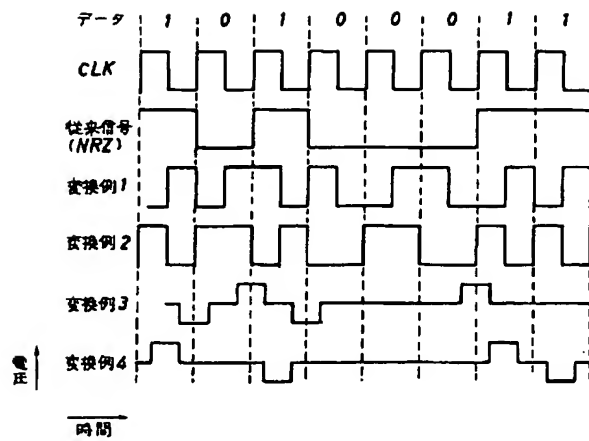 データ 1 0 1 0 0 0 1 1
CLK
従来信号
(NRZ)
変換例1
変換例2
変換例3
変換例4
電圧
時間